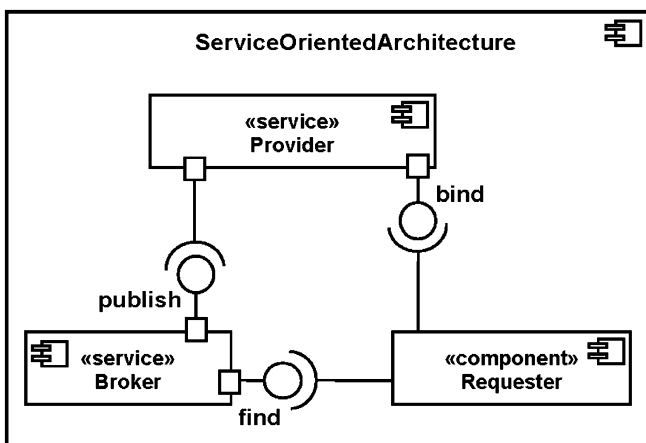 ServiceOrientedArchitecture
«service»
Provider
bind
publish
«service»
Broker
find
«component»
Requester